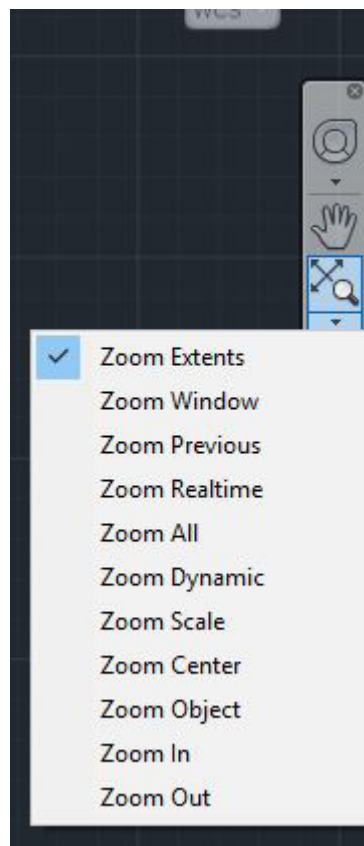 WCS
Zoom Extents
Zoom Window
Zoom Previous
Zoom Realtime
Zoom All
Zoom Dynamic
Zoom Scale
Zoom Center
Zoom Object
Zoom In
Zoom Out